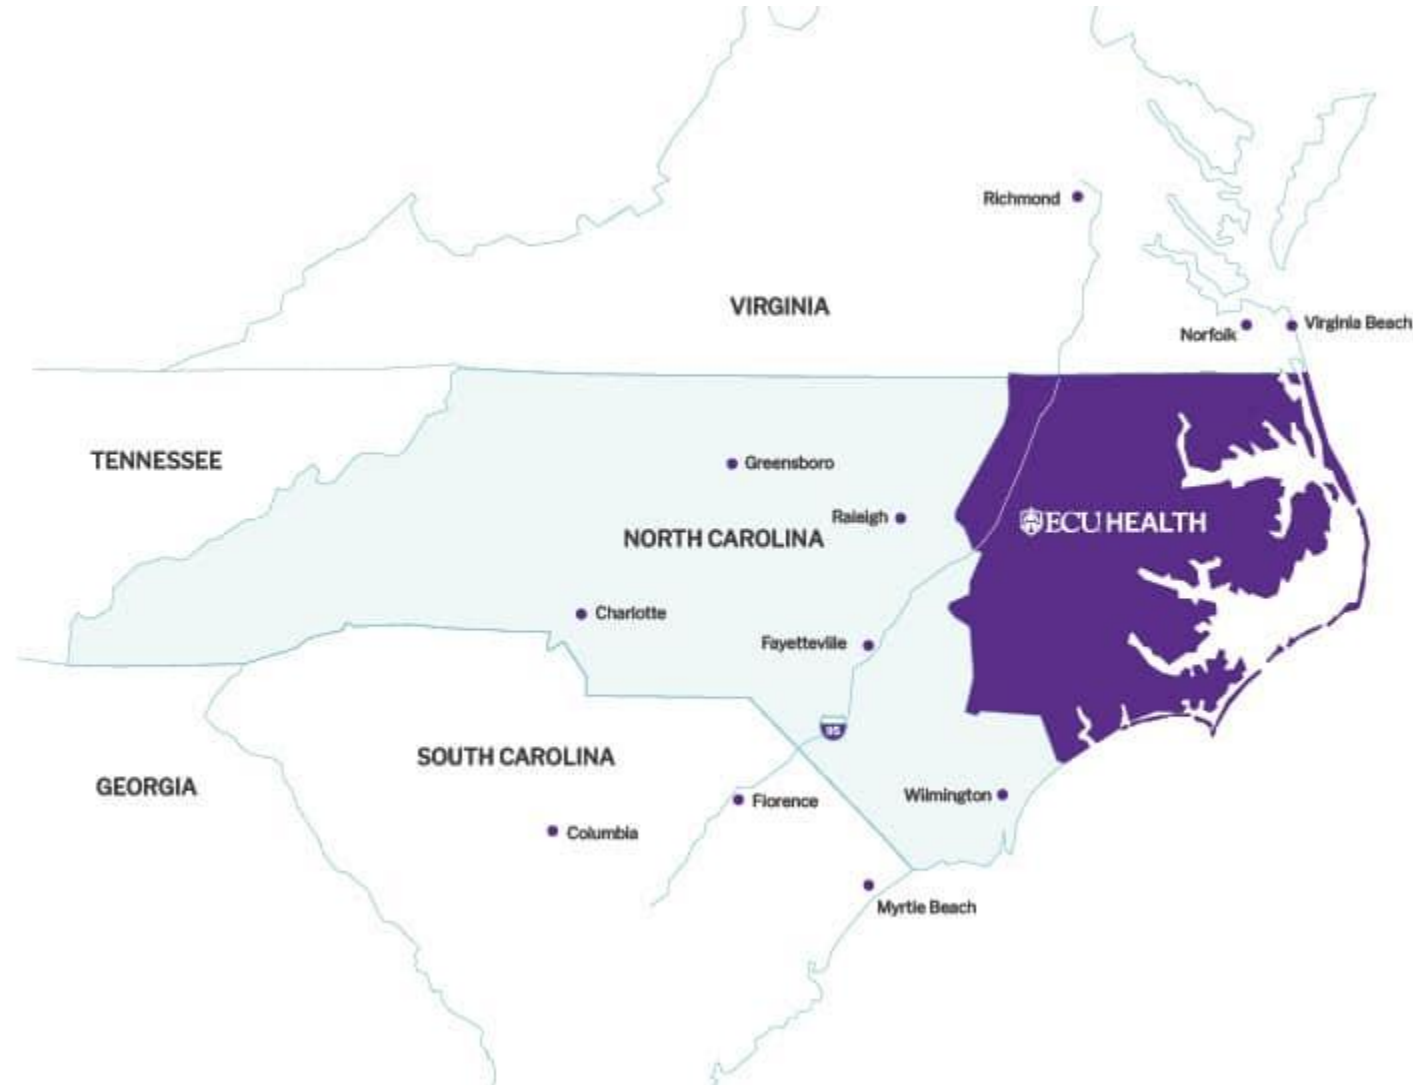 Richmond
VIRGINIA
Norfolk
Virginia Beach
TENNESSEE
Greensboro
Raleigh
ECU HEALTH
NORTH CAROLINA
Charlotte
Fayetteville
95
SOUTH CAROLINA
GEORGIA
Wilmington
Florence
Columbia
Myrtle Beach